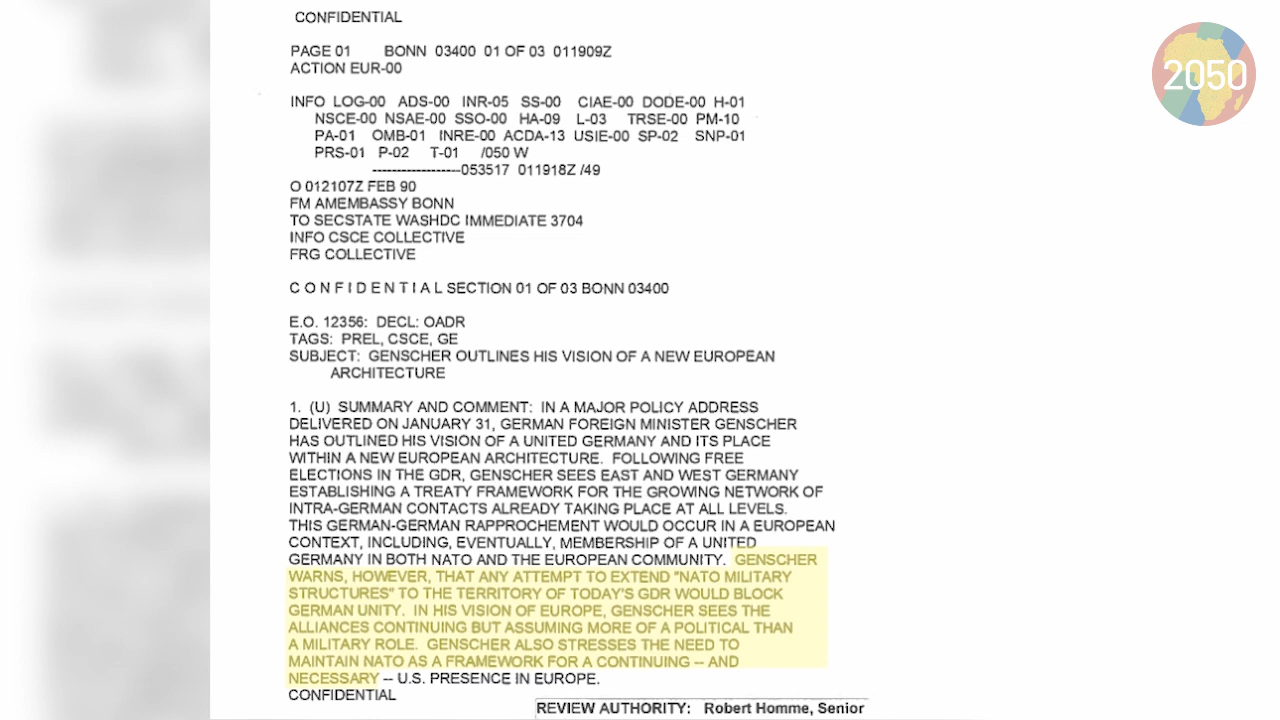 CONFIDENTIAL
2050
PAGE 01 BONN 03400 01 OF 03 011909Z
ACTION EUR-00
INFO LOG-00 ADS-00 INR-05 SS-00 CIAE-00 DODE-00 H-01
NSCE-00 NSAE-00 SSO-00 HA-09 L-03 TRSE-00 PM-10
PA-01 OMB-01 INRE-00 ACDA-13 USIE-00 SP-02 SNP-01
PRS-01 P-02 T-01 /050 W
------------------053517 011918Z /49
O 012107Z FEB 90
FM AMEMBASSY BONN
TO SECSTATE WASHDC IMMEDIATE 3704
INFO CSCE COLLECTIVE
FRG COLLECTIVE
C O N F I D E N T I A L SECTION 01 OF 03 BONN 03400
E.O. 12356: DECL: OADR
TAGS: PREL, CSCE, GE
SUBJECT: GENSCHER OUTLINES HIS VISION OF A NEW EUROPEAN
ARCHITECTURE
1. (U) SUMMARY AND COMMENT: IN A MAJOR POLICY ADDRESS
DELIVERED ON JANUARY 31, GERMAN FOREIGN MINISTER GENSCHER
HAS OUTLINED HIS VISION OF A UNITED GERMANY AND ITS PLACE
WITHIN A NEW EUROPEAN ARCHITECTURE. FOLLOWING FREE
ELECTIONS IN THE GDR, GENSCHER SEES EAST AND WEST GERMANY
ESTABLISHING A TREATY FRAMEWORK FOR THE GROWING NETWORK OF
INTRA-GERMAN CONTACTS ALREADY TAKING PLACE AT ALL LEVELS.
THIS GERMAN-GERMAN RAPPROCHEMENT WOULD OCCUR IN A EUROPEAN
CONTEXT, INCLUDING, EVENTUALLY, MEMBERSHIP OF A UNITED
GERMANY IN BOTH NATO AND THE EUROPEAN COMMUNITY. GENSCHER
WARNS, HOWEVER, THAT ANY ATTEMPT TO EXTEND "NATO MILITARY
STRUCTURES" TO THE TERRITORY OF TODAY'S GDR WOULD BLOCK
GERMAN UNITY. IN HIS VISION OF EUROPE, GENSCHER SEES THE
ALLIANCES CONTINUING BUT ASSUMING MORE OF A POLITICAL THAN
A MILITARY ROLE. GENSCHER ALSO STRESSES THE NEED TO
MAINTAIN NATO AS A FRAMEWORK FOR A CONTINUING -- AND
NECESSARY -- U.S. PRESENCE IN EUROPE.
CONFIDENTIAL
REVIEW AUTHORITY: Robert Homme, Senior